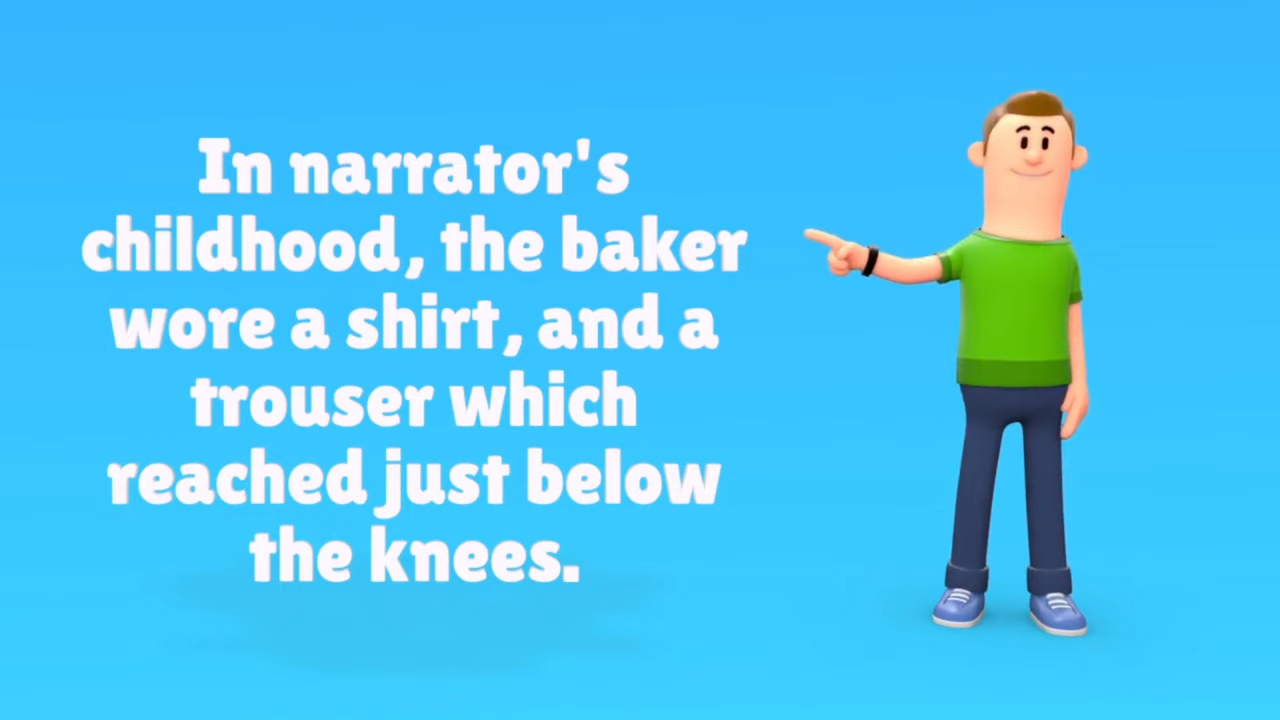 In narrator's
childhood, the baker
wore a shirt, and a
trouser which
reached just below
the knees.